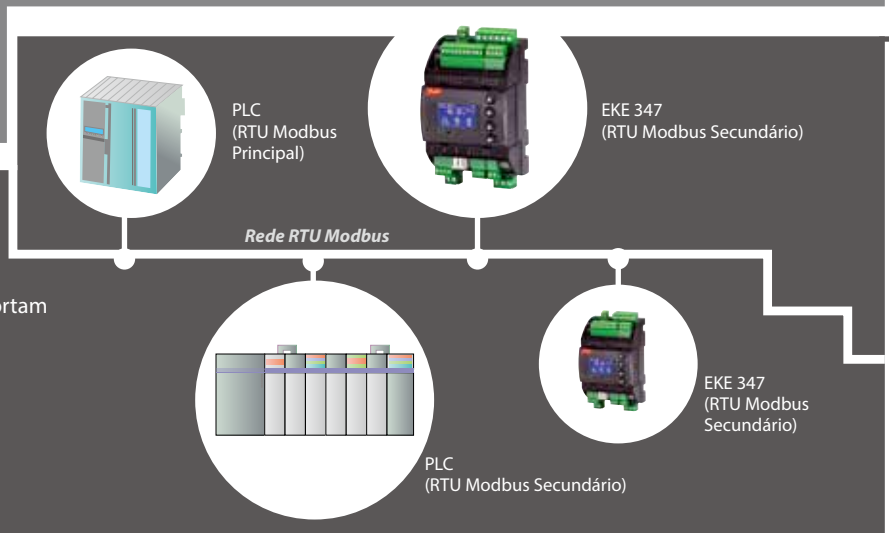 PLC
(RTU Modbus
Principal)
EKE 347
(RTU Modbus Secundário)
Rede RTU Modbus
EKE 347
(RTU Modbus
Secundário)
PLC
(RTU Modbus Secundário)